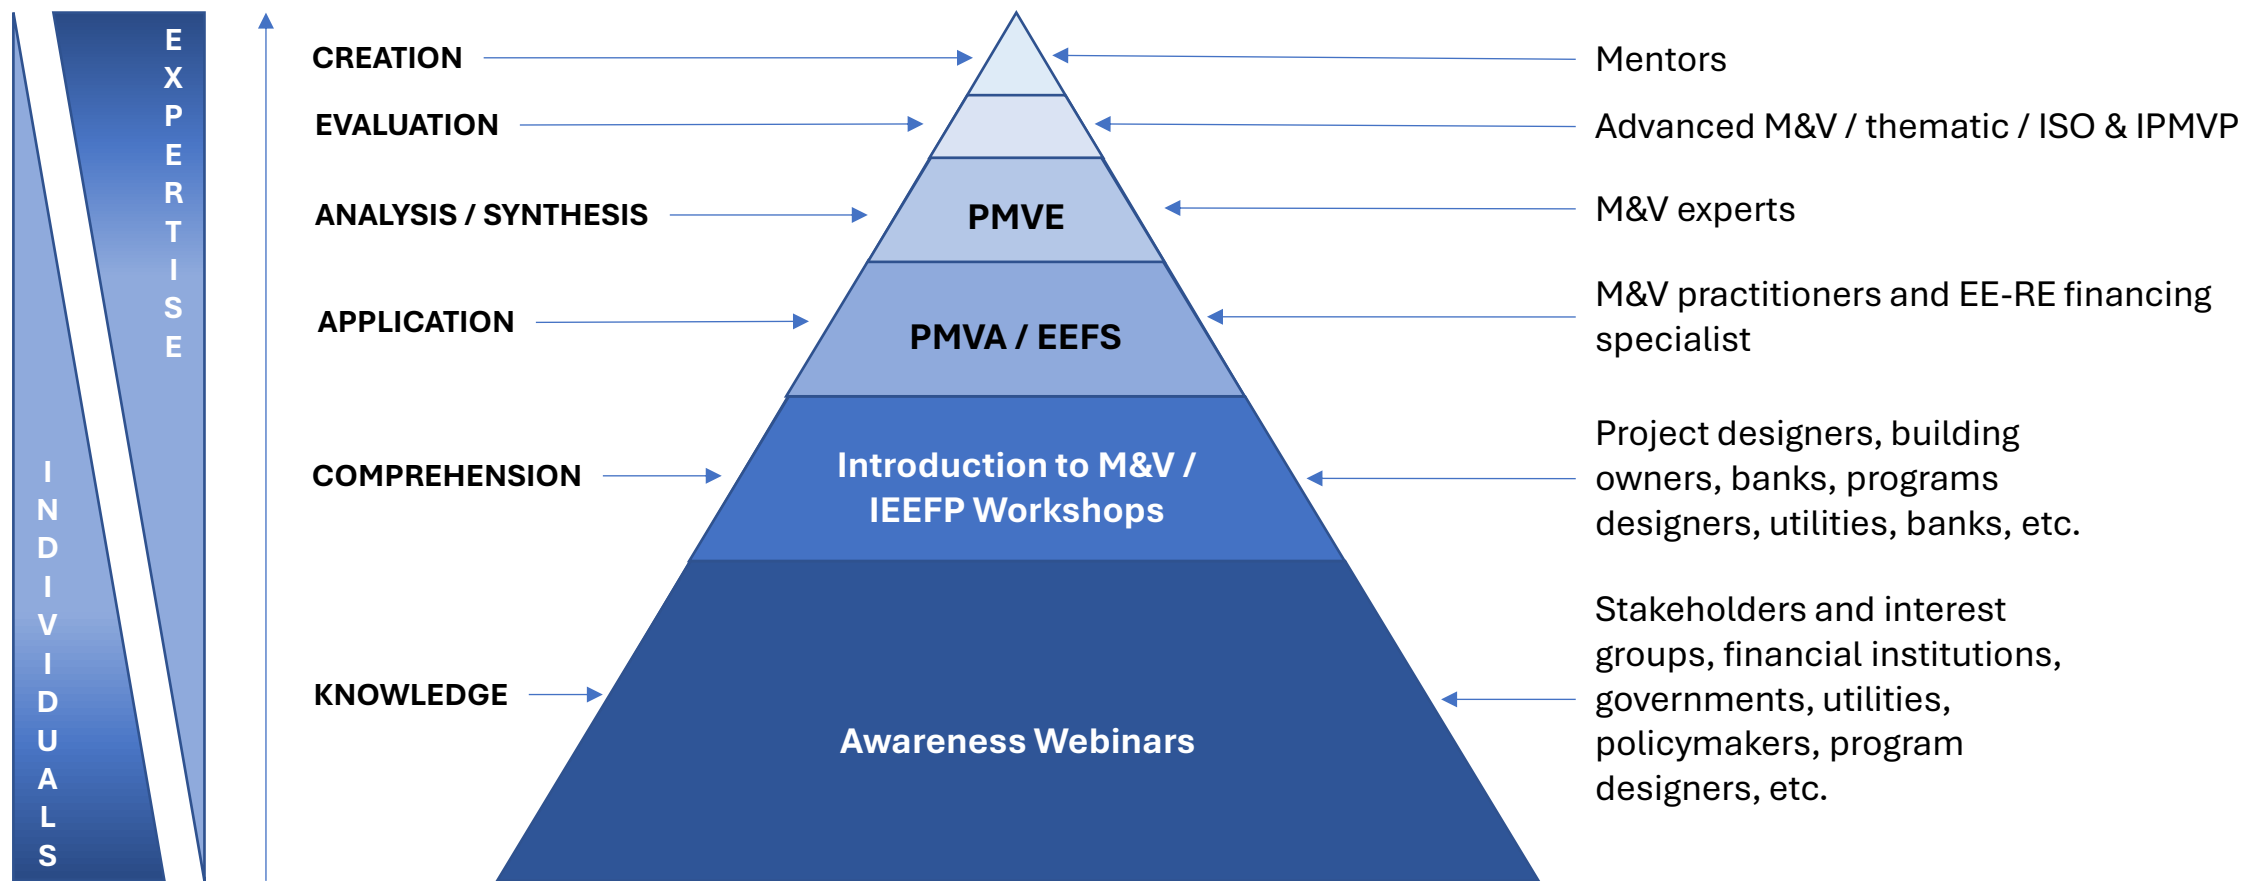 EXPERTISE
INDIVIDUALS
CREATION
Mentors
EVALUATION
Advanced M&V / thematic / ISO & IPMVP
ANALYSIS / SYNTHESIS
PMVE
M&V experts
APPLICATION
PMVA / EEFS
M&V practitioners and EE-RE financing
specialist
COMPREHENSION
Introduction to M&V /
IEEFP Workshops
Project designers, building
owners, banks, programs
designers, utilities, banks, etc.
KNOWLEDGE
Awareness Webinars
Stakeholders and interest
groups, financial institutions,
governments, utilities,
policymakers, program
designers, etc.